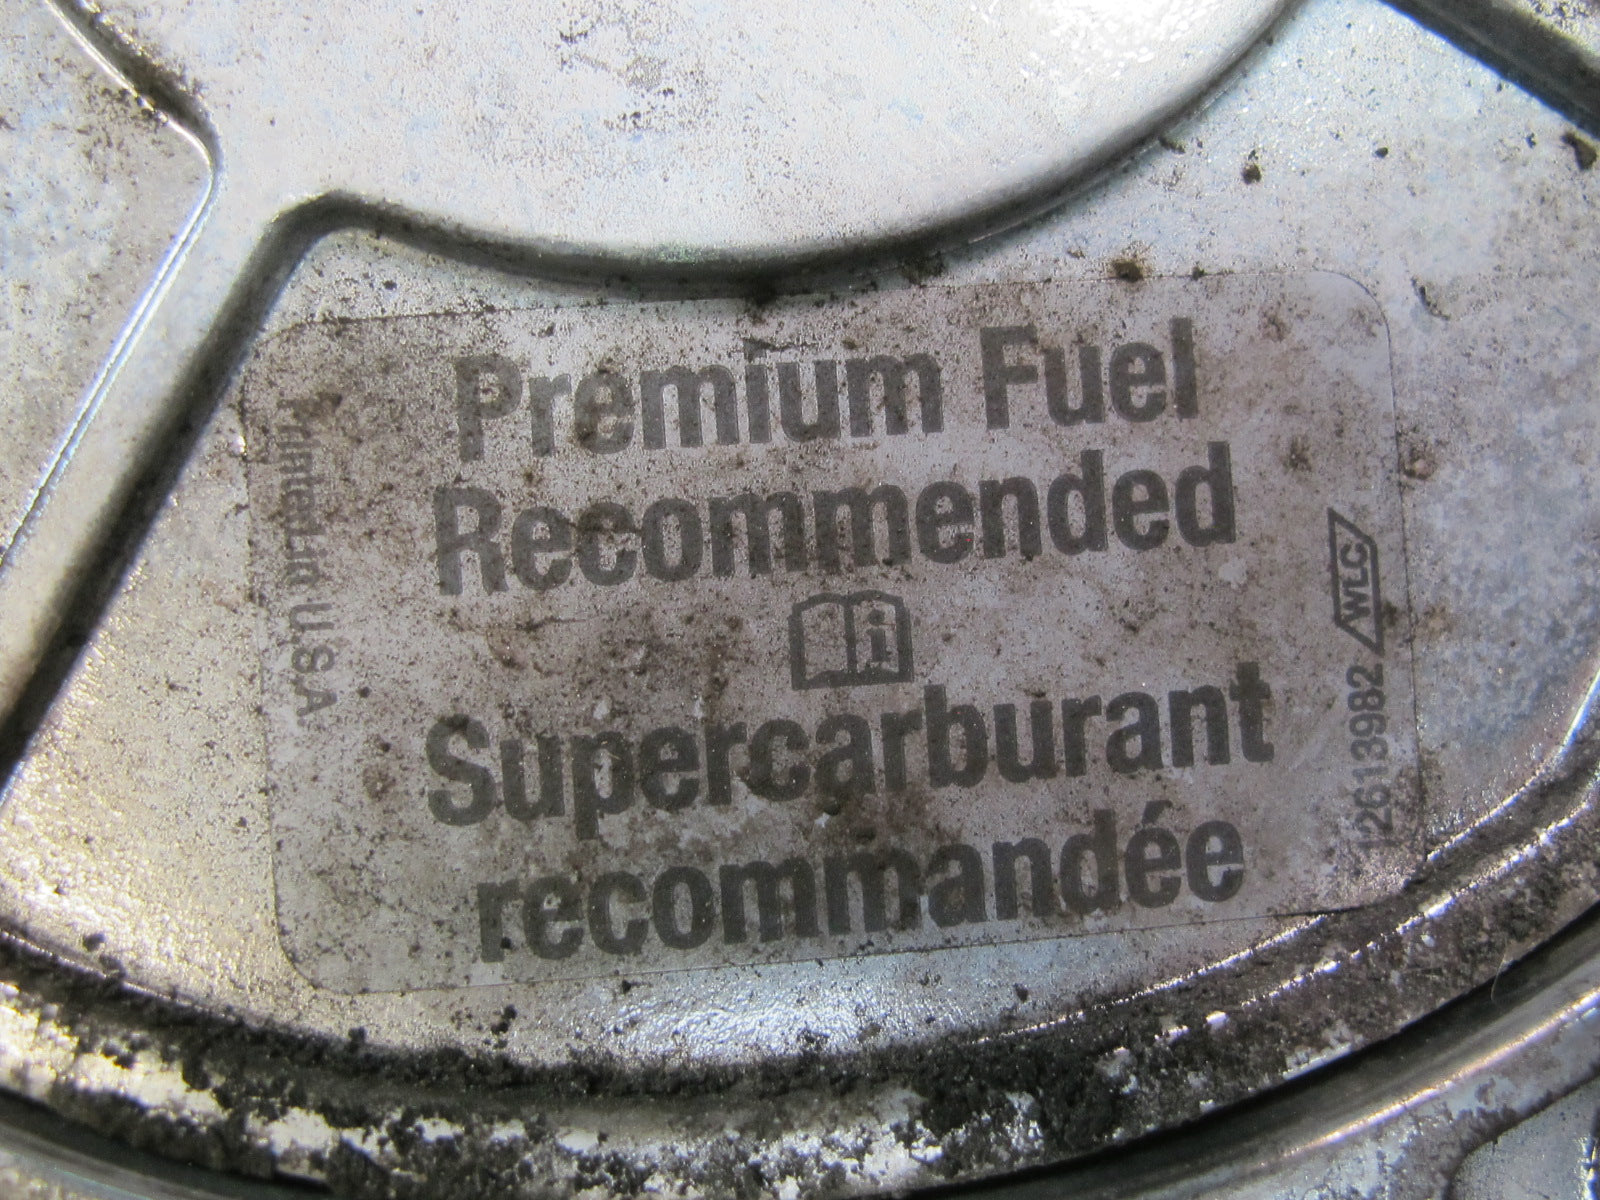 Premium Fuel
Recommended
i
Supercarburant
recommandée
Printed in U.S.A.
12613982 WLC